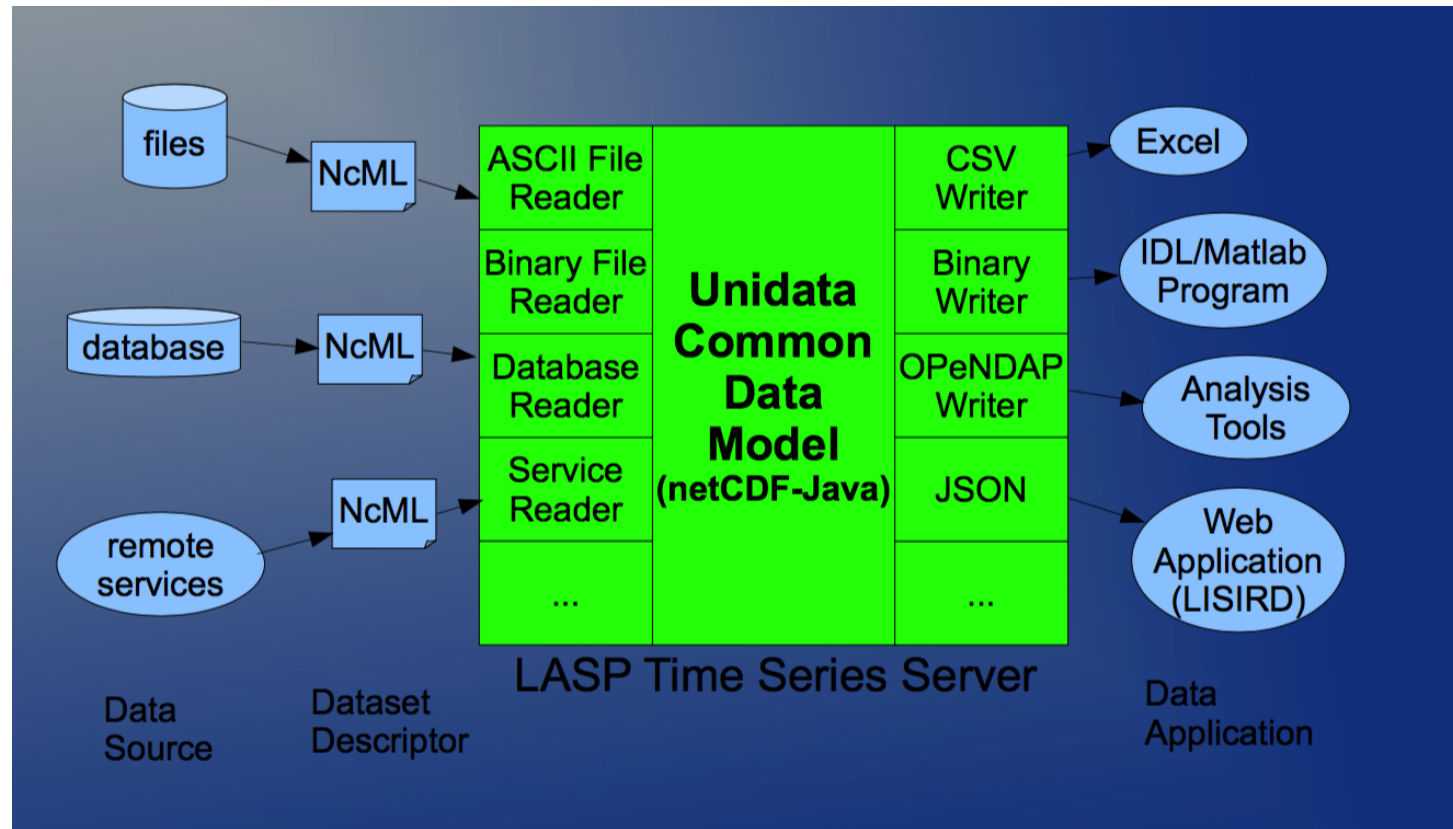 files
NcML
database
NcML
remote
services
NcML
ASCII File
Reader
Binary File
Reader
Database
Reader
Service
Reader
...
Unidata
Common
Data
Model
(netCDF-Java)
CSV
Writer
Binary
Writer
OPeNDAP
Writer
JSON
...
Excel
IDL/Matlab
Program
Analysis
Tools
Web
Application
(LISIRD)
LASP Time Series Server
Data
Source
Dataset
Descriptor
Data
Application